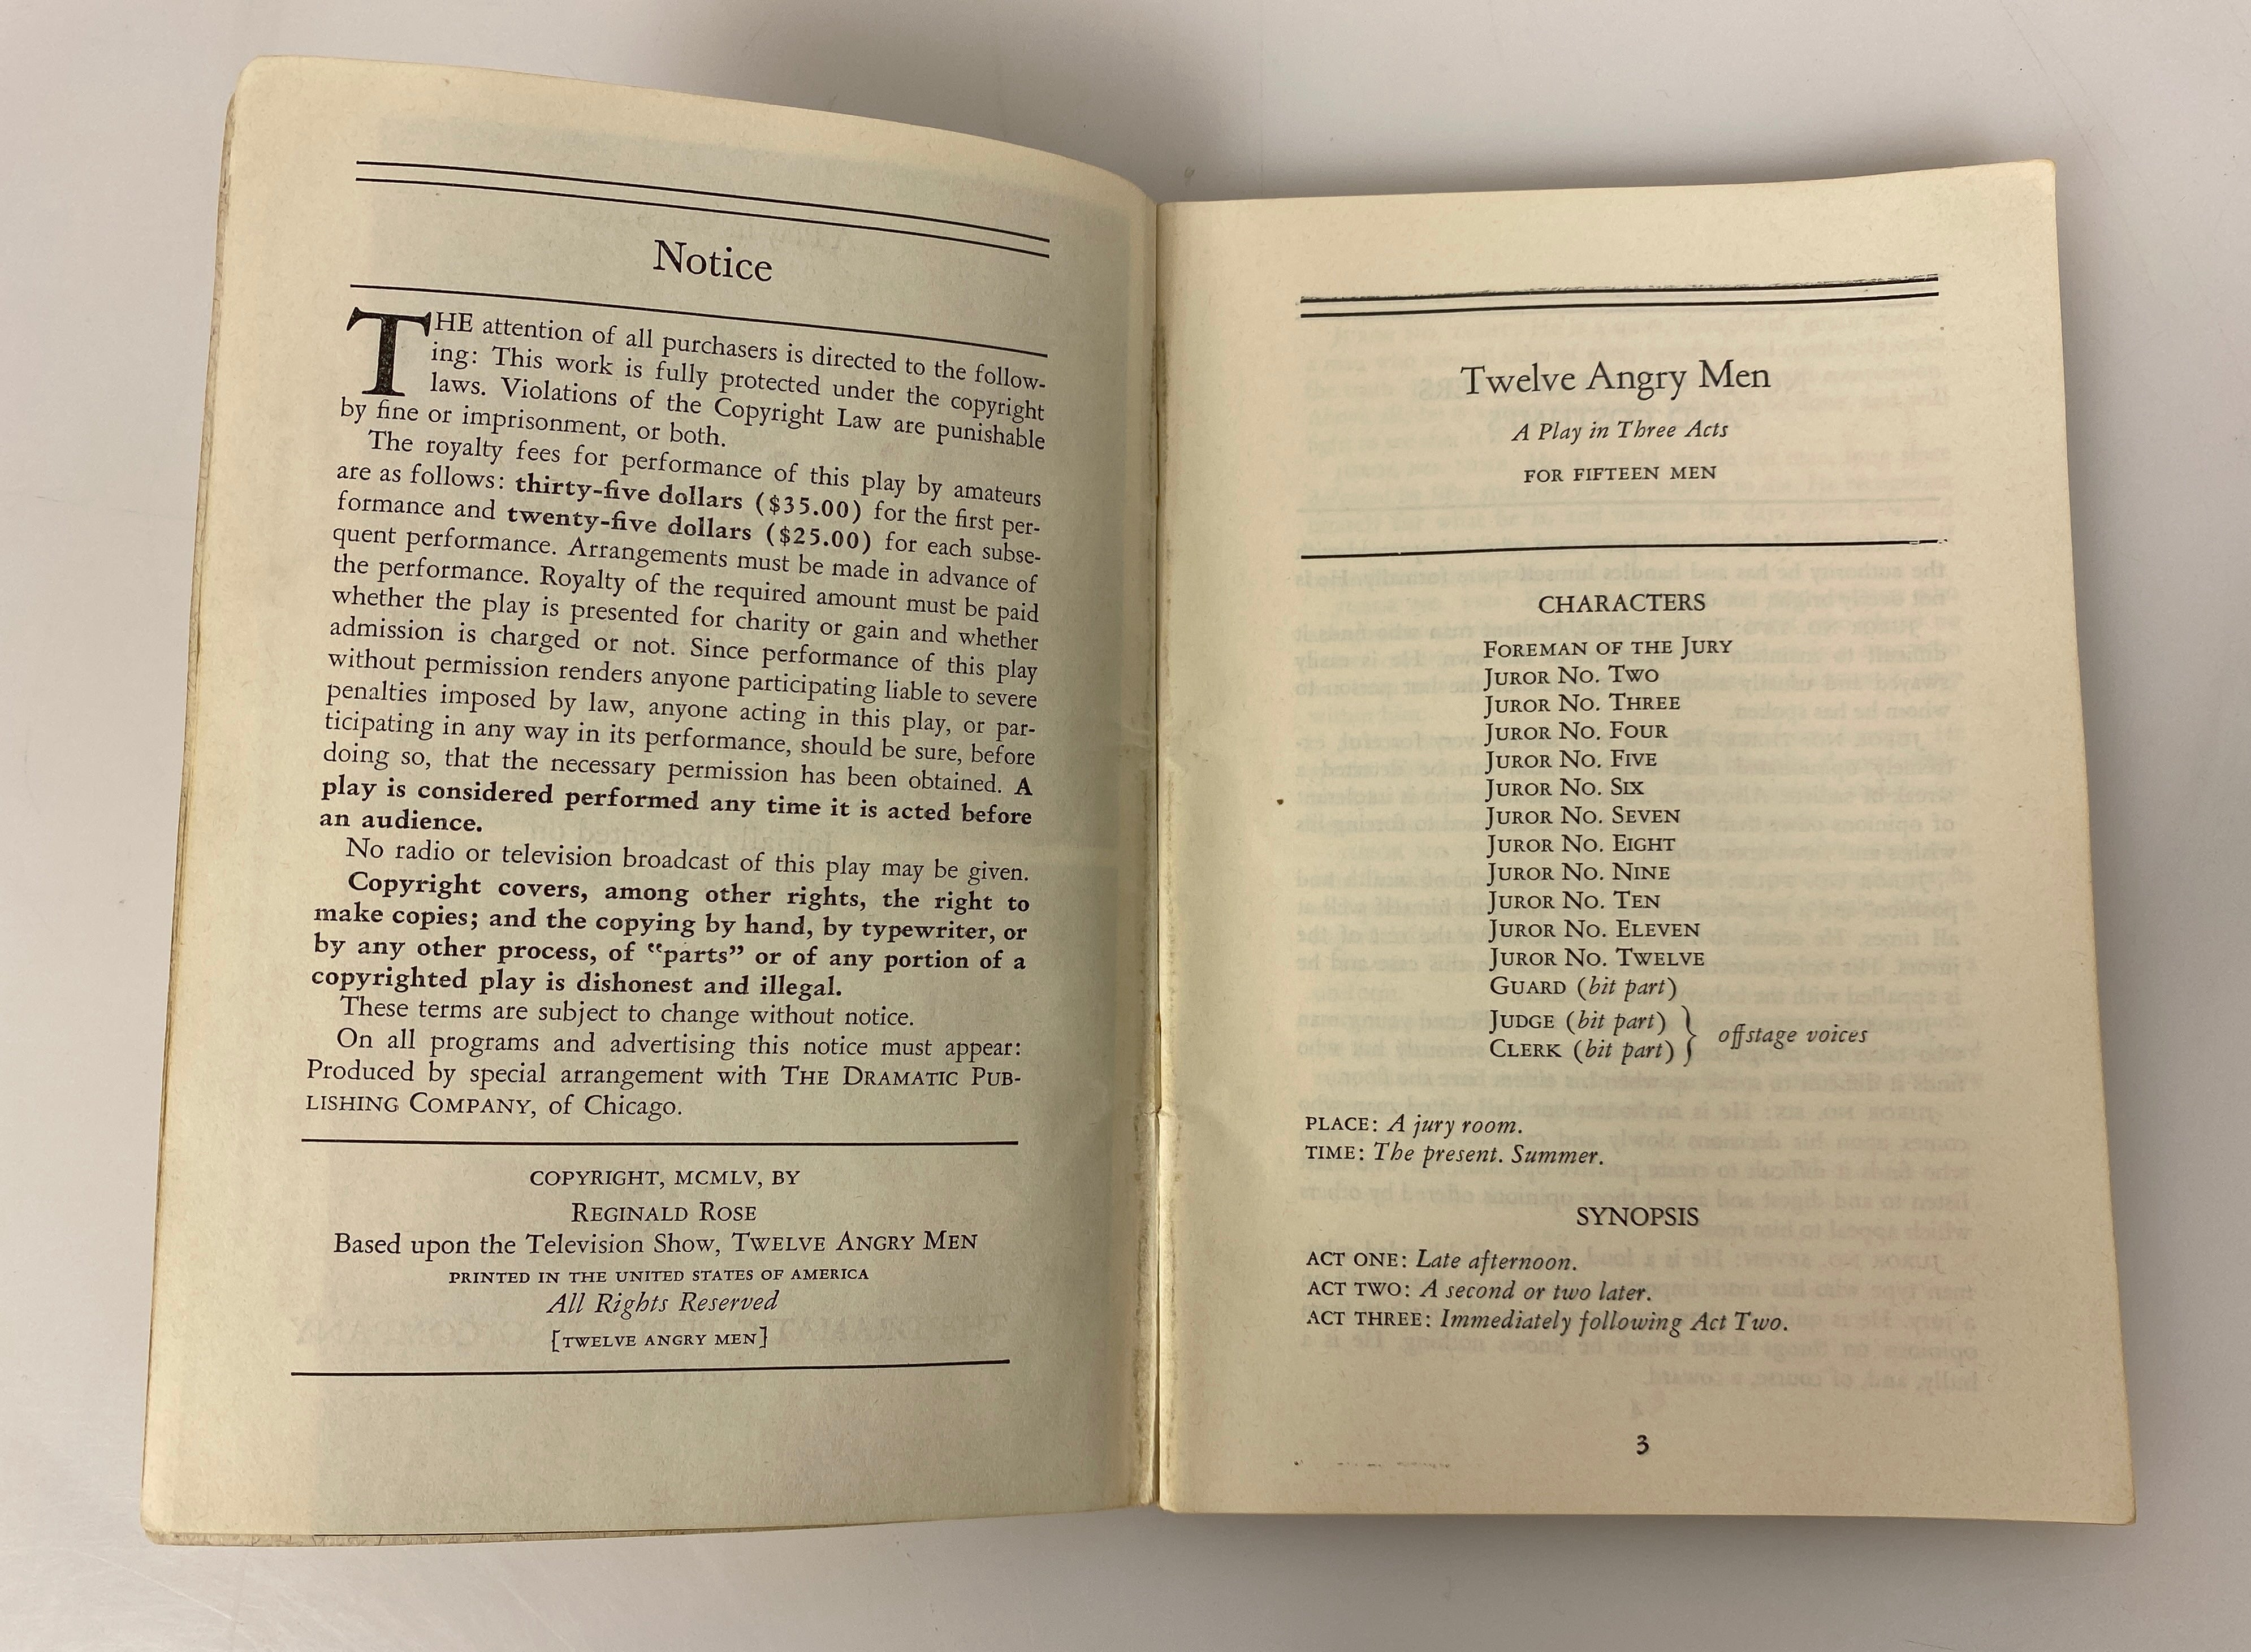 Notice
THE attention of all purchasers is directed to the follow-
ing: This work is fully protected under the copyright
laws. Violations of the Copyright Law are punishable
by fine or imprisonment, or both.
The royalty fees for performance of this play by amateurs
are as follows: thirty-five dollars ($35.00) for the first per-
formance and twenty-five dollars ($25.00) for each subse-
quent performance. Arrangements must be made in advance of
the performance. Royalty of the required amount must be paid
whether the play is presented for charity or gain and whether
admission is charged or not. Since performance of this play
without permission renders anyone participating liable to severe
penalties imposed by law, anyone acting in this play, or par-
ticipating in any way in its performance, should be sure, before
doing so, that the necessary permission has been obtained. A
play is considered performed any time it is acted before
an audience.
No radio or television broadcast of this play may be given.
Copyright covers, among other rights, the right to
make copies; and the copying by hand, by typewriter, or
by any other process, of “parts” or of any portion of a
copyrighted play is dishonest and illegal.
These terms are subject to change without notice.
On all programs and advertising this notice must appear:
Produced by special arrangement with THE DRAMATIC PUB-
LISHING COMPANY, of Chicago.
COPYRIGHT, MCMLV, BY
REGINALD ROSE
Based upon the Television Show, TWELVE ANGRY MEN
PRINTED IN THE UNITED STATES OF AMERICA
All Rights Reserved
[TWELVE ANGRY MEN]
Twelve Angry Men
A Play in Three Acts
FOR FIFTEEN MEN
CHARACTERS
FOREMAN OF THE JURY
JUROR NO. TWO
JUROR NO. THREE
JUROR NO. FOUR
JUROR NO. FIVE
JUROR NO. SIX
JUROR NO. SEVEN
JUROR NO. EIGHT
JUROR NO. NINE
JUROR NO. TEN
JUROR NO. ELEVEN
JUROR NO. TWELVE
GUARD (bit part)
JUDGE (bit part)
CLERK (bit part)
offstage voices
PLACE: A jury room.
TIME: The present. Summer.
SYNOPSIS
ACT ONE: Late afternoon.
ACT TWO: A second or two later.
ACT THREE: Immediately following Act Two.
3